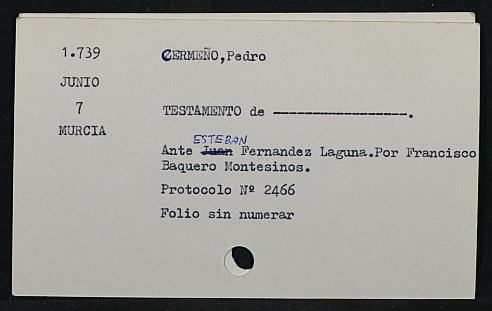 1.739
JUNIO
7
MURCIA
CERMEÑO,Pedro
TESTAMENTO de -----------------.
ESTEBAN
Ante Juan Fernandez Laguna.Por Francisco
Baquero Montesinos.
Protocolo Nº 2466
Folio sin numerar